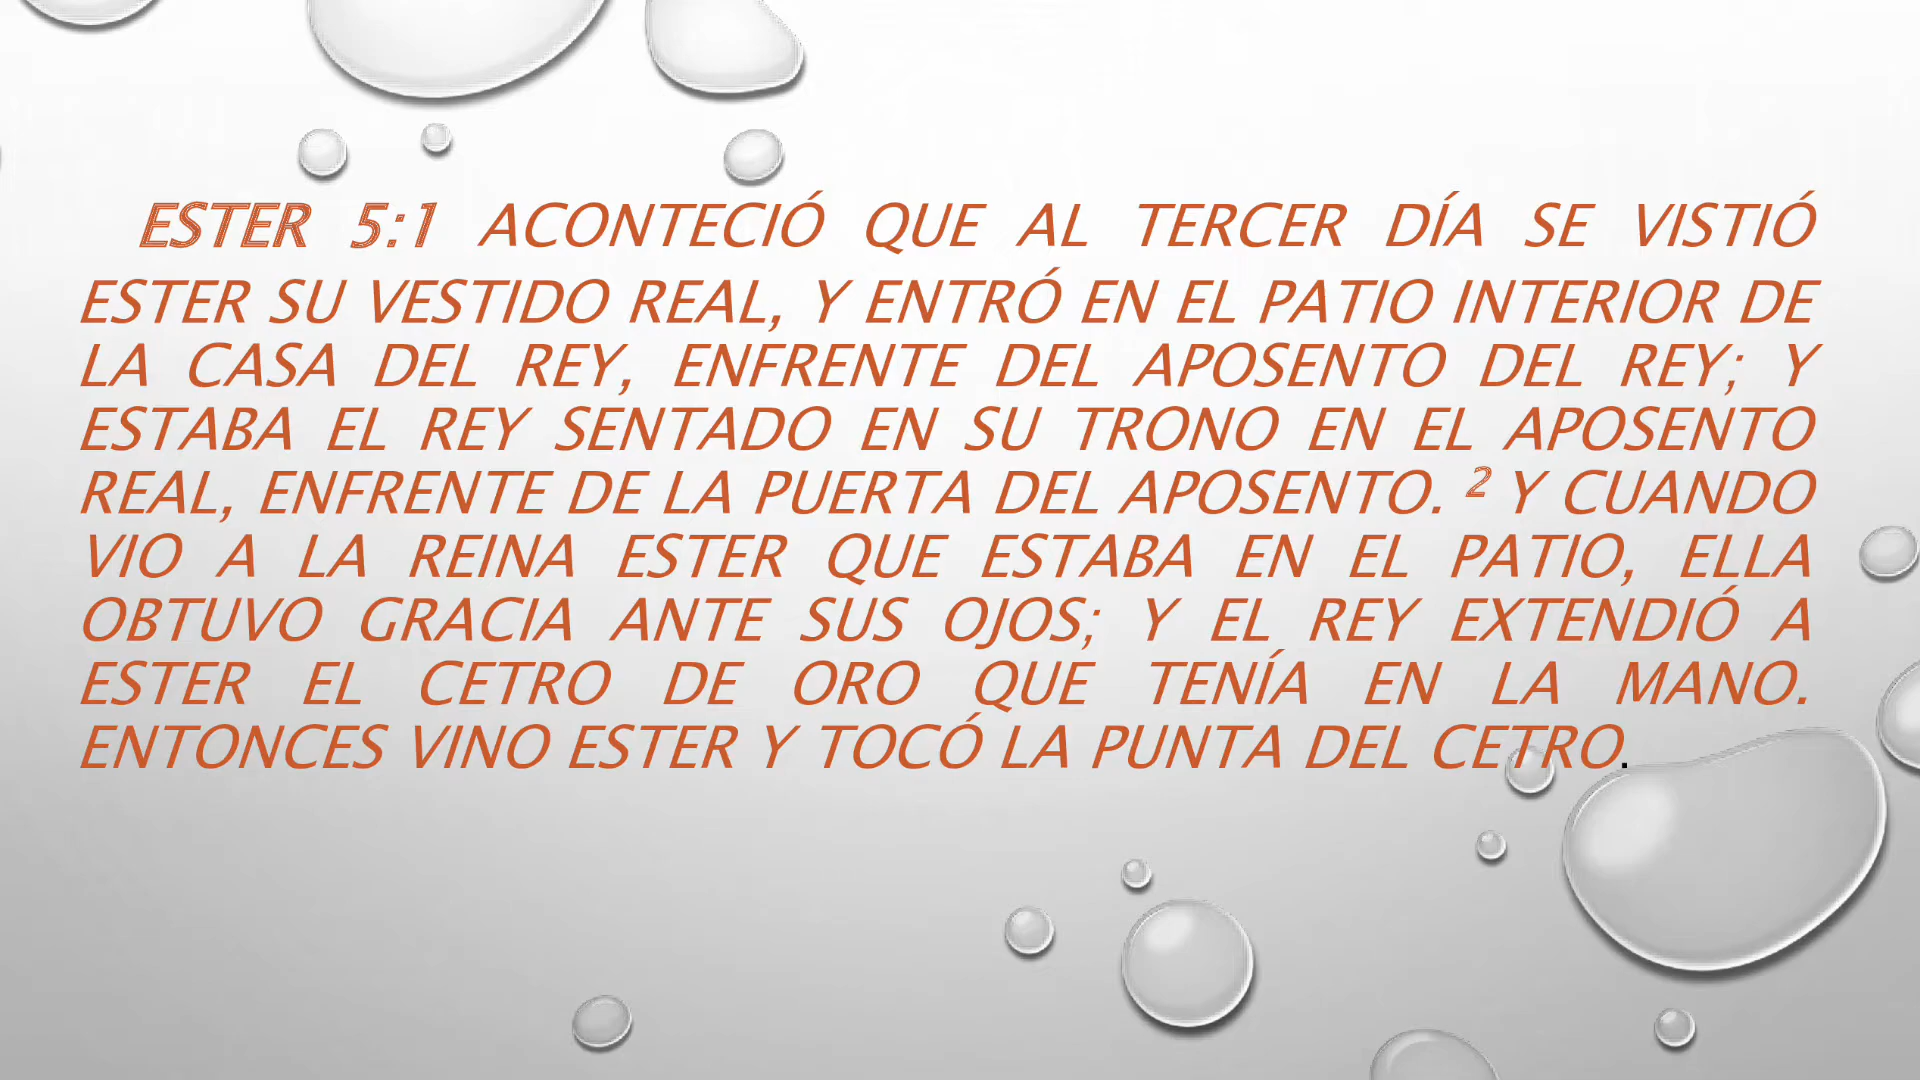 ESTER 5:1 ACONTECIÓ QUE AL TERCER DÍA SE VISTIÓ
ESTER SU VESTIDO REAL, Y ENTRÓ EN EL PATIO INTERIOR DE
LA CASA DEL REY, ENFRENTE DEL APOSENTO DEL REY; Y
ESTABA EL REY SENTADO EN SU TRONO EN EL APOSENTO
REAL, ENFRENTE DE LA PUERTA DEL APOSENTO. ² Y CUANDO
VIO A LA REINA ESTER QUE ESTABA EN EL PATIO, ELLA
OBTUVO GRACIA ANTE SUS OJOS; Y EL REY EXTENDIÓ A
ESTER EL CETRO DE ORO QUE TENÍA EN LA MANO.
ENTONCES VINO ESTER Y TOCÓ LA PUNTA DEL CETRO.